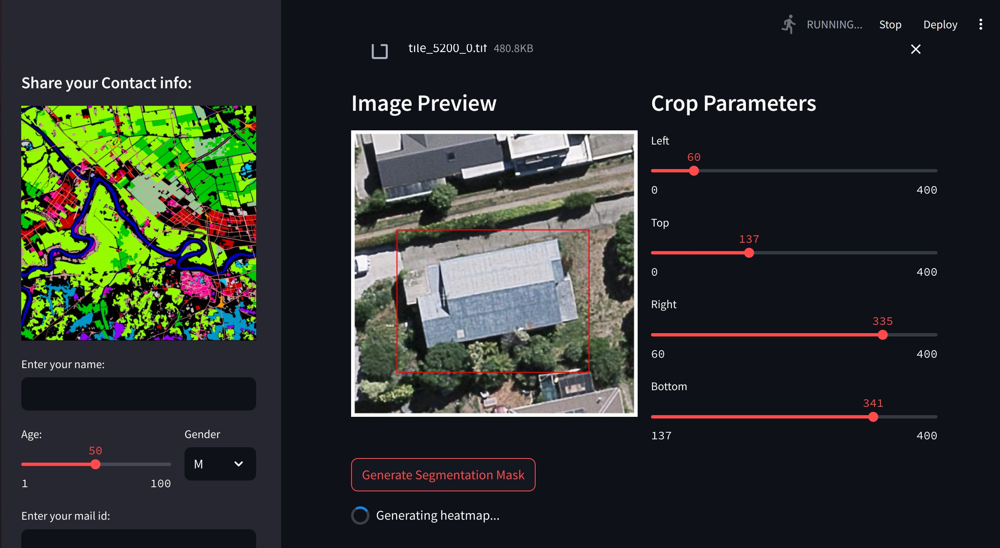 RUNNING... Stop Deploy
tile_5200_0.tif 480.8KB
Share your Contact info:
Enter your name:
Age:
50
1 100
Gender
M
Enter your mail id:
Image Preview
Generate Segmentation Mask
Generating heatmap...
Crop Parameters
Left
60
0 400
Top
137
0 400
Right
335
60 400
Bottom
341
137 400